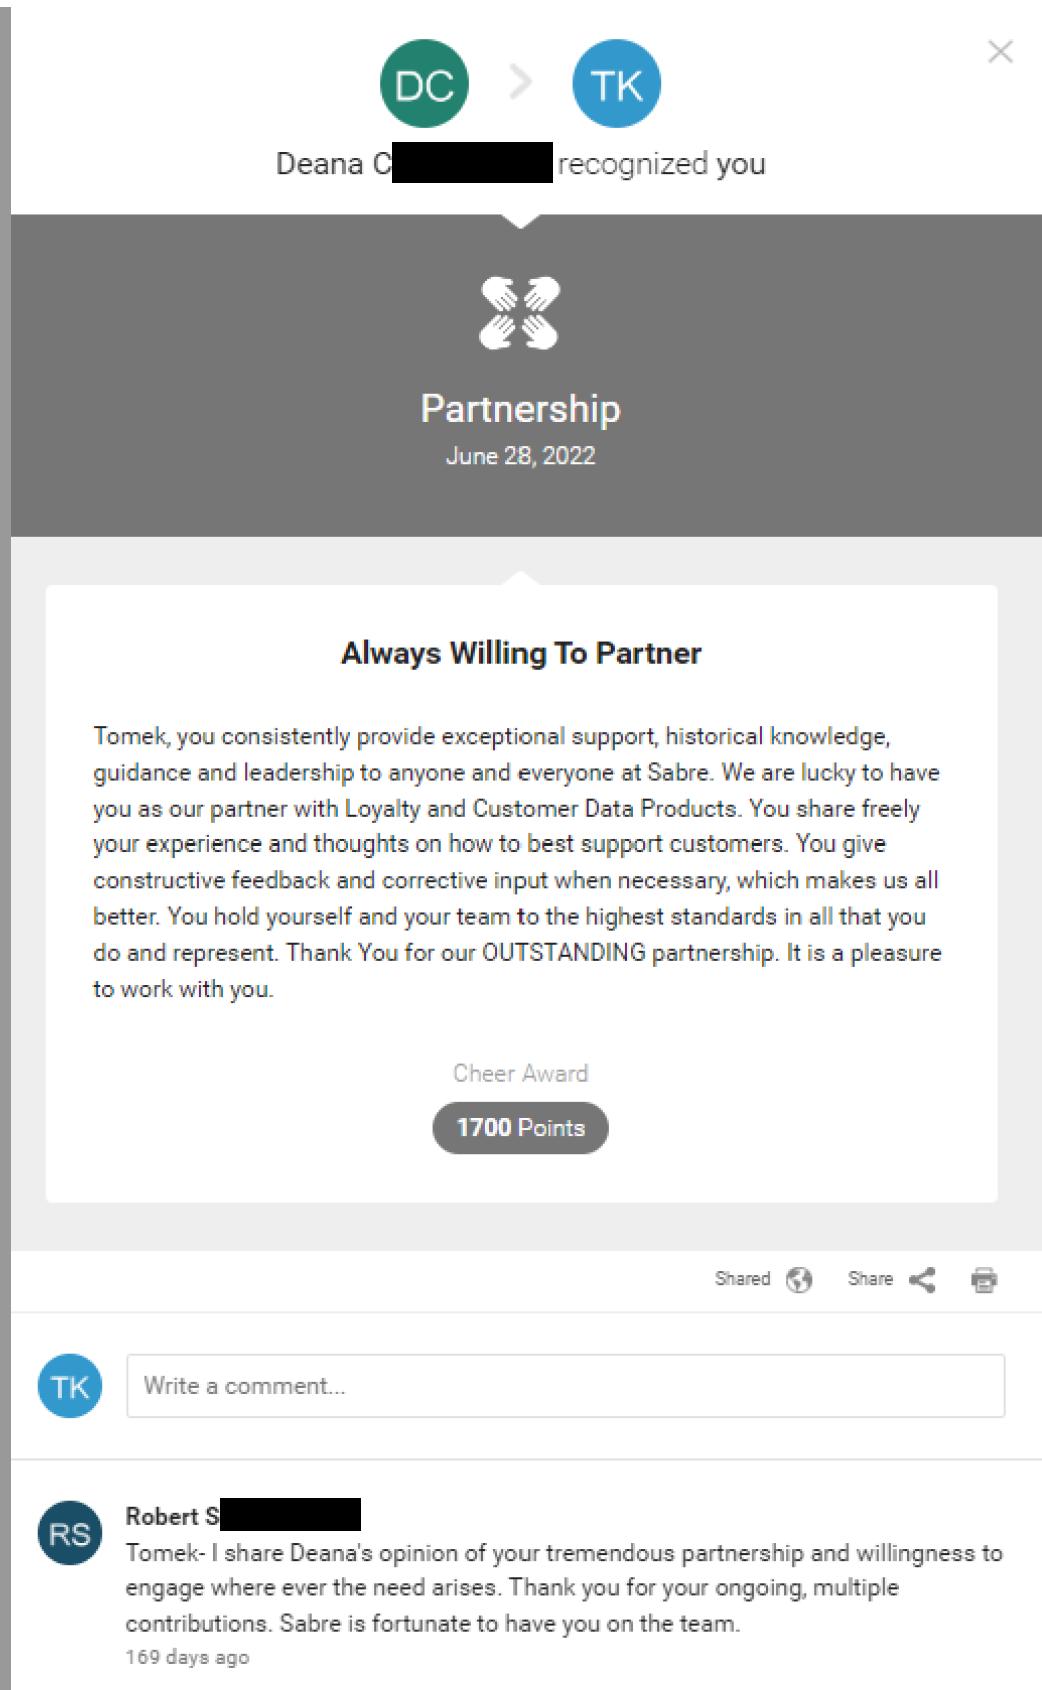 DC
TK
Deana C recognized you
Partnership
June 28, 2022
Always Willing To Partner
Tomek, you consistently provide exceptional support, historical knowledge,
guidance and leadership to anyone and everyone at Sabre. We are lucky to have
you as our partner with Loyalty and Customer Data Products. You share freely
your experience and thoughts on how to best support customers. You give
constructive feedback and corrective input when necessary, which makes us all
better. You hold yourself and your team to the highest standards in all that you
do and represent. Thank You for our OUTSTANDING partnership. It is a pleasure
to work with you.
Cheer Award
1700 Points
Shared Share
TK
Write a comment...
RS
Robert S
Tomek- I share Deana's opinion of your tremendous partnership and willingness to
engage where ever the need arises. Thank you for your ongoing, multiple
contributions. Sabre is fortunate to have you on the team.
169 days ago